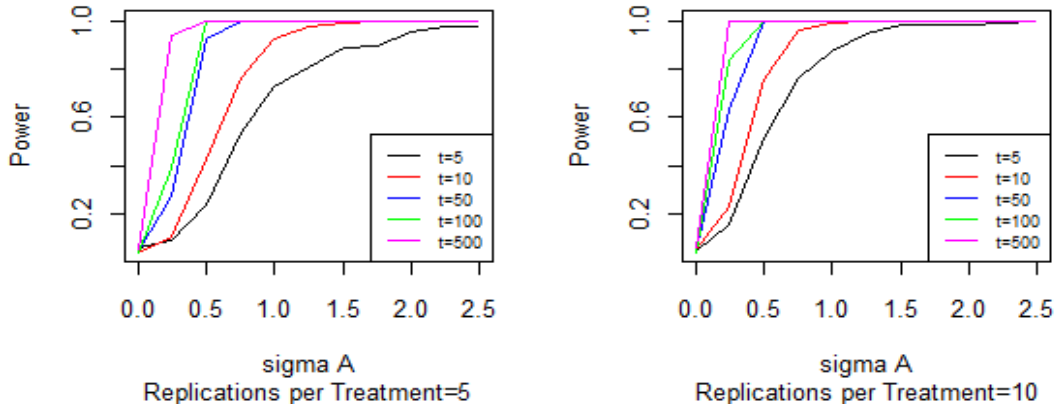 Power
1.0
0.6
0.2
t=5
t=10
t=50
t=100
t=500
0.0 0.5 1.0 1.5 2.0 2.5
sigma A
Replications per Treatment=5
Power
1.0
0.6
0.2
t=5
t=10
t=50
t=100
t=500
0.0 0.5 1.0 1.5 2.0 2.5
sigma A
Replications per Treatment=10